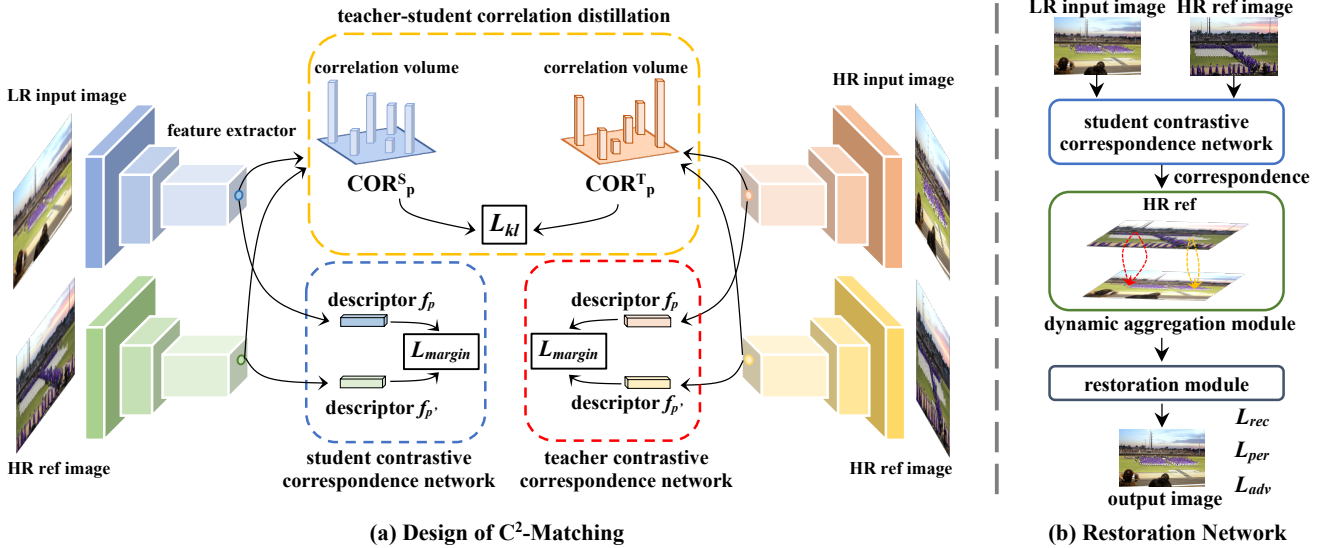 teacher-student correlation distillation
correlation volume
correlation volume
LR input image
HR input image
feature extractor
COR^S_p
COR^T_p
L_kl
descriptor f_p
descriptor f_p
L_margin
L_margin
descriptor f_p'
descriptor f_p'
HR ref image
HR ref image
student contrastive
correspondence network
teacher contrastive
correspondence network
(a) Design of C²-Matching
LR input image
HR ref image
student contrastive
correspondence network
correspondence
HR ref
dynamic aggregation module
restoration module
L_rec
L_per
L_adv
output image
(b) Restoration Network